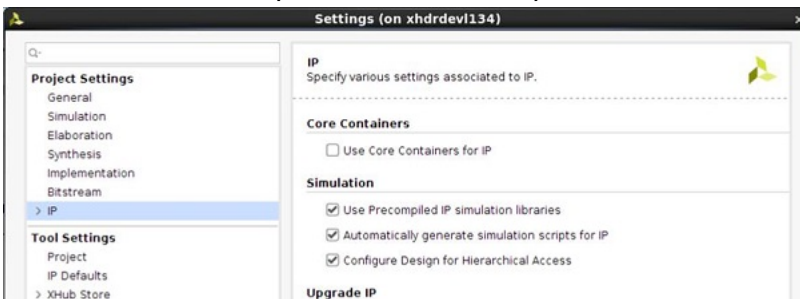 Settings (on xhdrdevl134)
Q-
Project Settings
General
Simulation
Elaboration
Synthesis
Implementation
Bitstream
> IP
Tool Settings
Project
IP Defaults
> XHub Store
IP
Specify various settings associated to IP.
Core Containers
Use Core Containers for IP
Simulation
Use Precompiled IP simulation libraries
Automatically generate simulation scripts for IP
Configure Design for Hierarchical Access
Upgrade IP